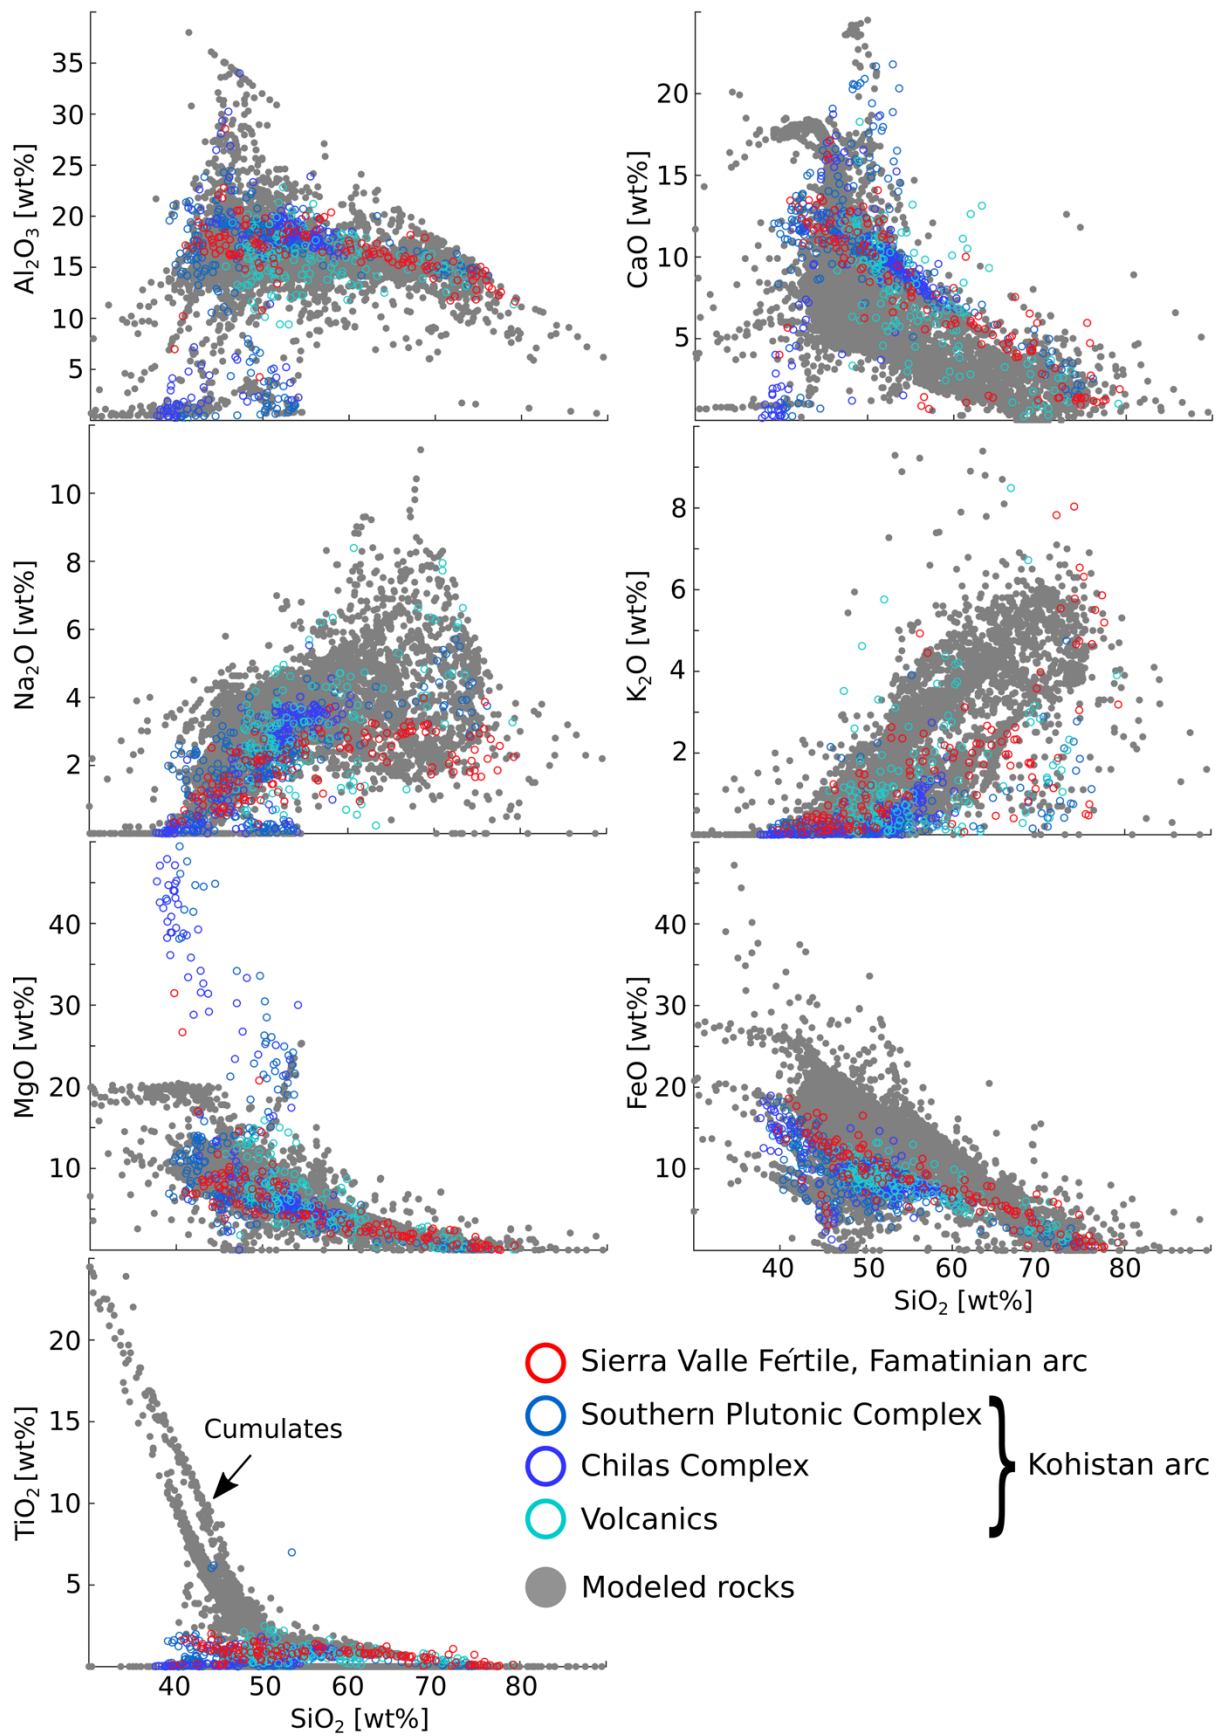 Al₂O₃ [wt%]
35
30
25
20
15
10
5
CaO [wt%]
20
15
10
5
Na₂O [wt%]
10
8
6
4
2
K₂O [wt%]
8
6
4
2
MgO [wt%]
40
30
20
10
FeO [wt%]
40
30
20
10
40 50 60 70 80
SiO₂ [wt%]
TiO₂ [wt%]
20
15
10
5
Cumulates
40 50 60 70 80
SiO₂ [wt%]
Sierra Valle Fértile, Famatinian arc
Southern Plutonic Complex
Chilas Complex
Volcanics
Kohistan arc
Modeled rocks